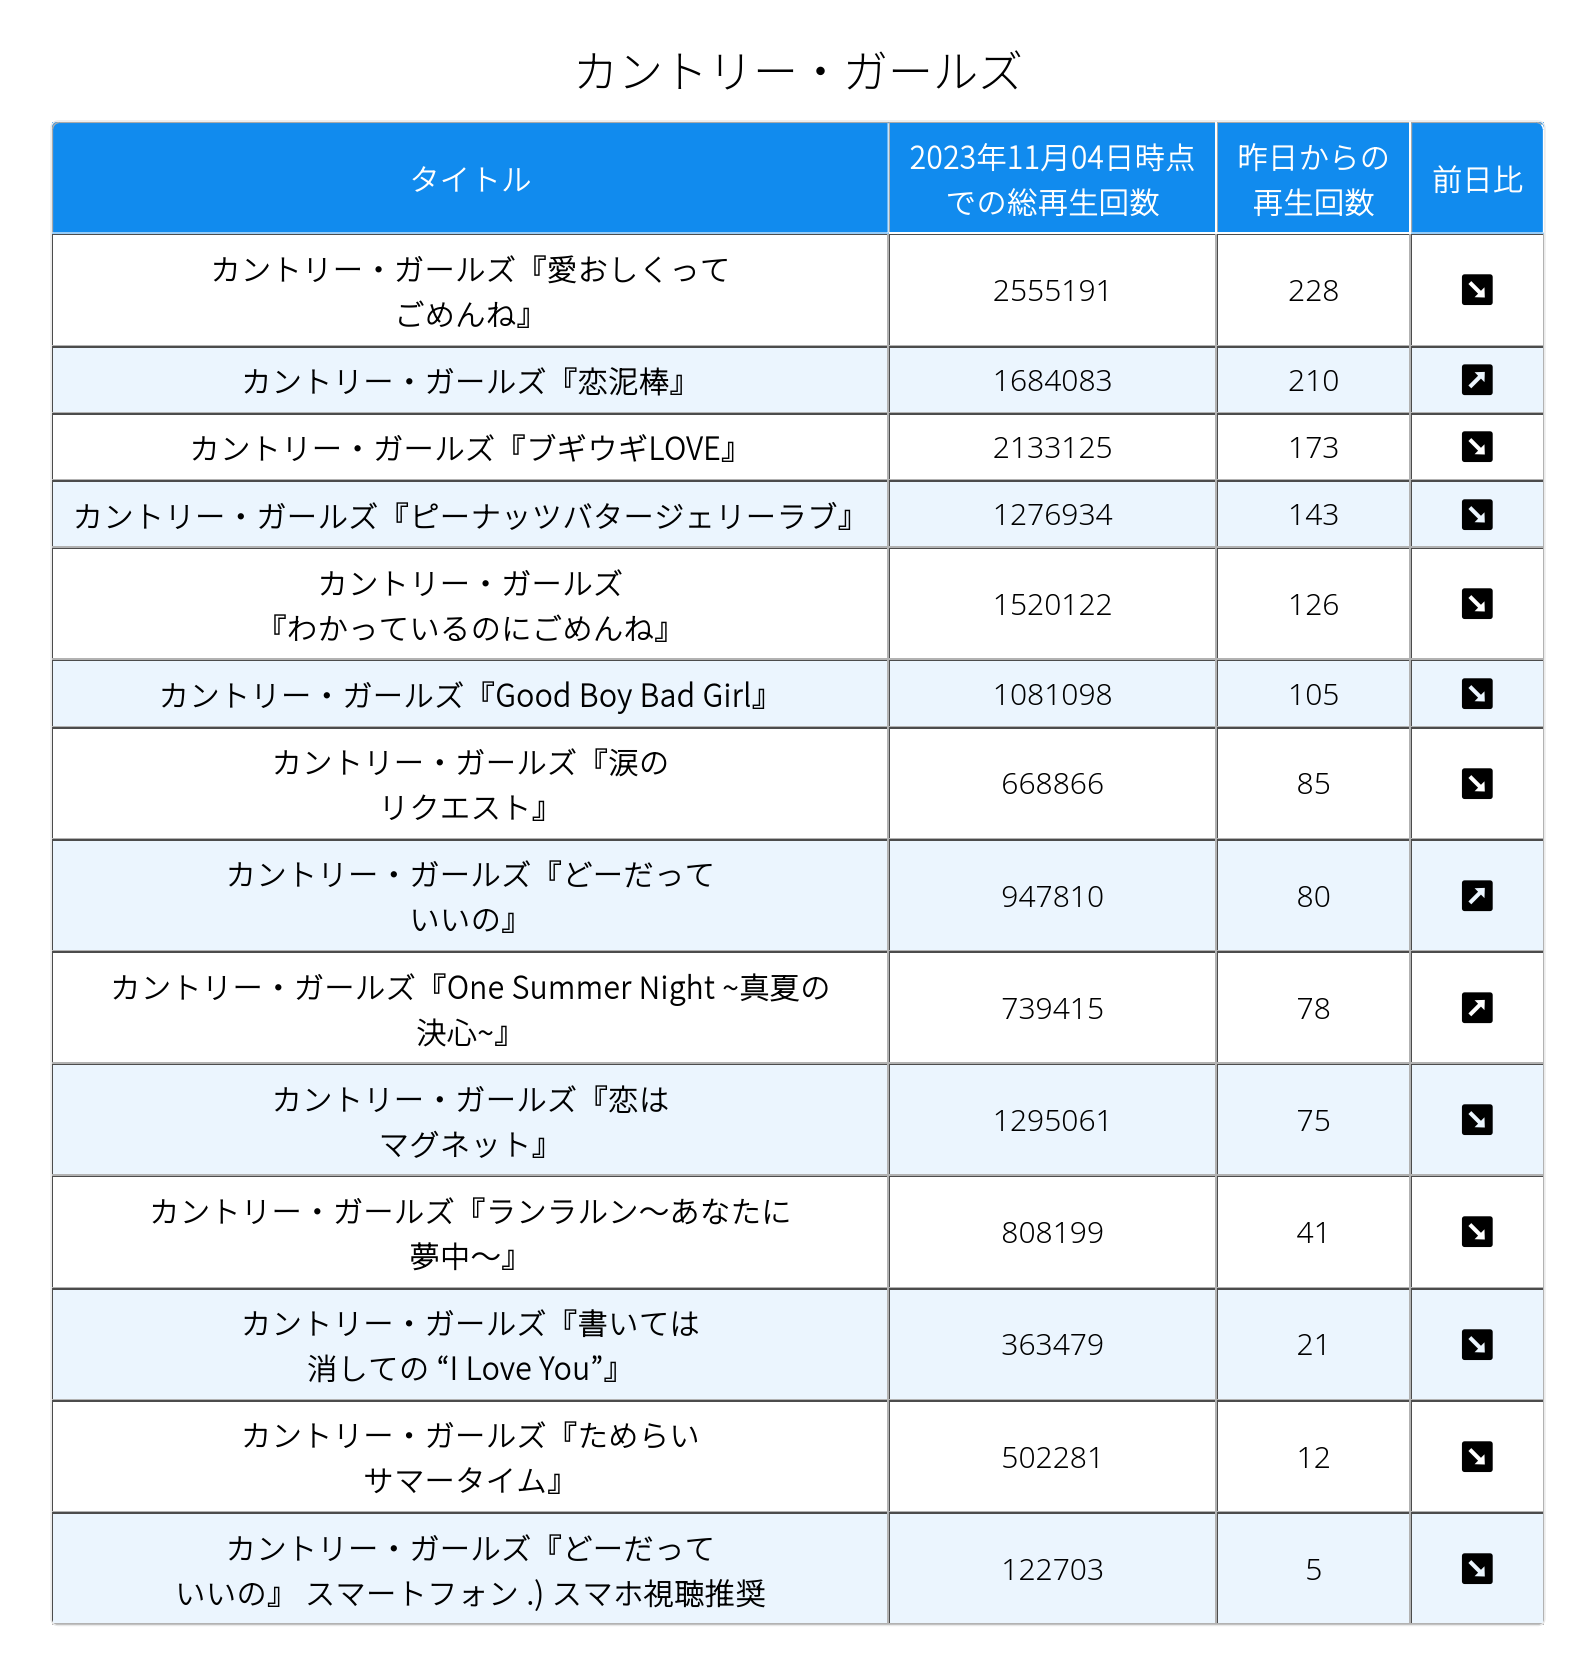 カントリー・ガールズ
タイトル
2023年11月04日時点
での総再生回数
昨日からの
再生回数
前日比
カントリー・ガールズ『愛おしくって
ごめんね』
2555191
228
カントリー・ガールズ『恋泥棒』
1684083
210
カントリー・ガールズ『ブギウギLOVE』
2133125
173
カントリー・ガールズ『ピーナッツバタージェリーラブ』
1276934
143
カントリー・ガールズ
『わかっているのにごめんね』
1520122
126
カントリー・ガールズ『Good Boy Bad Girl』
1081098
105
カントリー・ガールズ『涙の
リクエスト』
668866
85
カントリー・ガールズ『どーだって
いいの』
947810
80
カントリー・ガールズ『One Summer Night ~真夏の
決心~』
739415
78
カントリー・ガールズ『恋は
マグネット』
1295061
75
カントリー・ガールズ『ランラルン〜あなたに
夢中〜』
808199
41
カントリー・ガールズ『書いては
消しての “I Love You”』
363479
21
カントリー・ガールズ『ためらい
サマータイム』
502281
12
カントリー・ガールズ『どーだって
いいの』 スマートフォン .) スマホ視聴推奨
122703
5